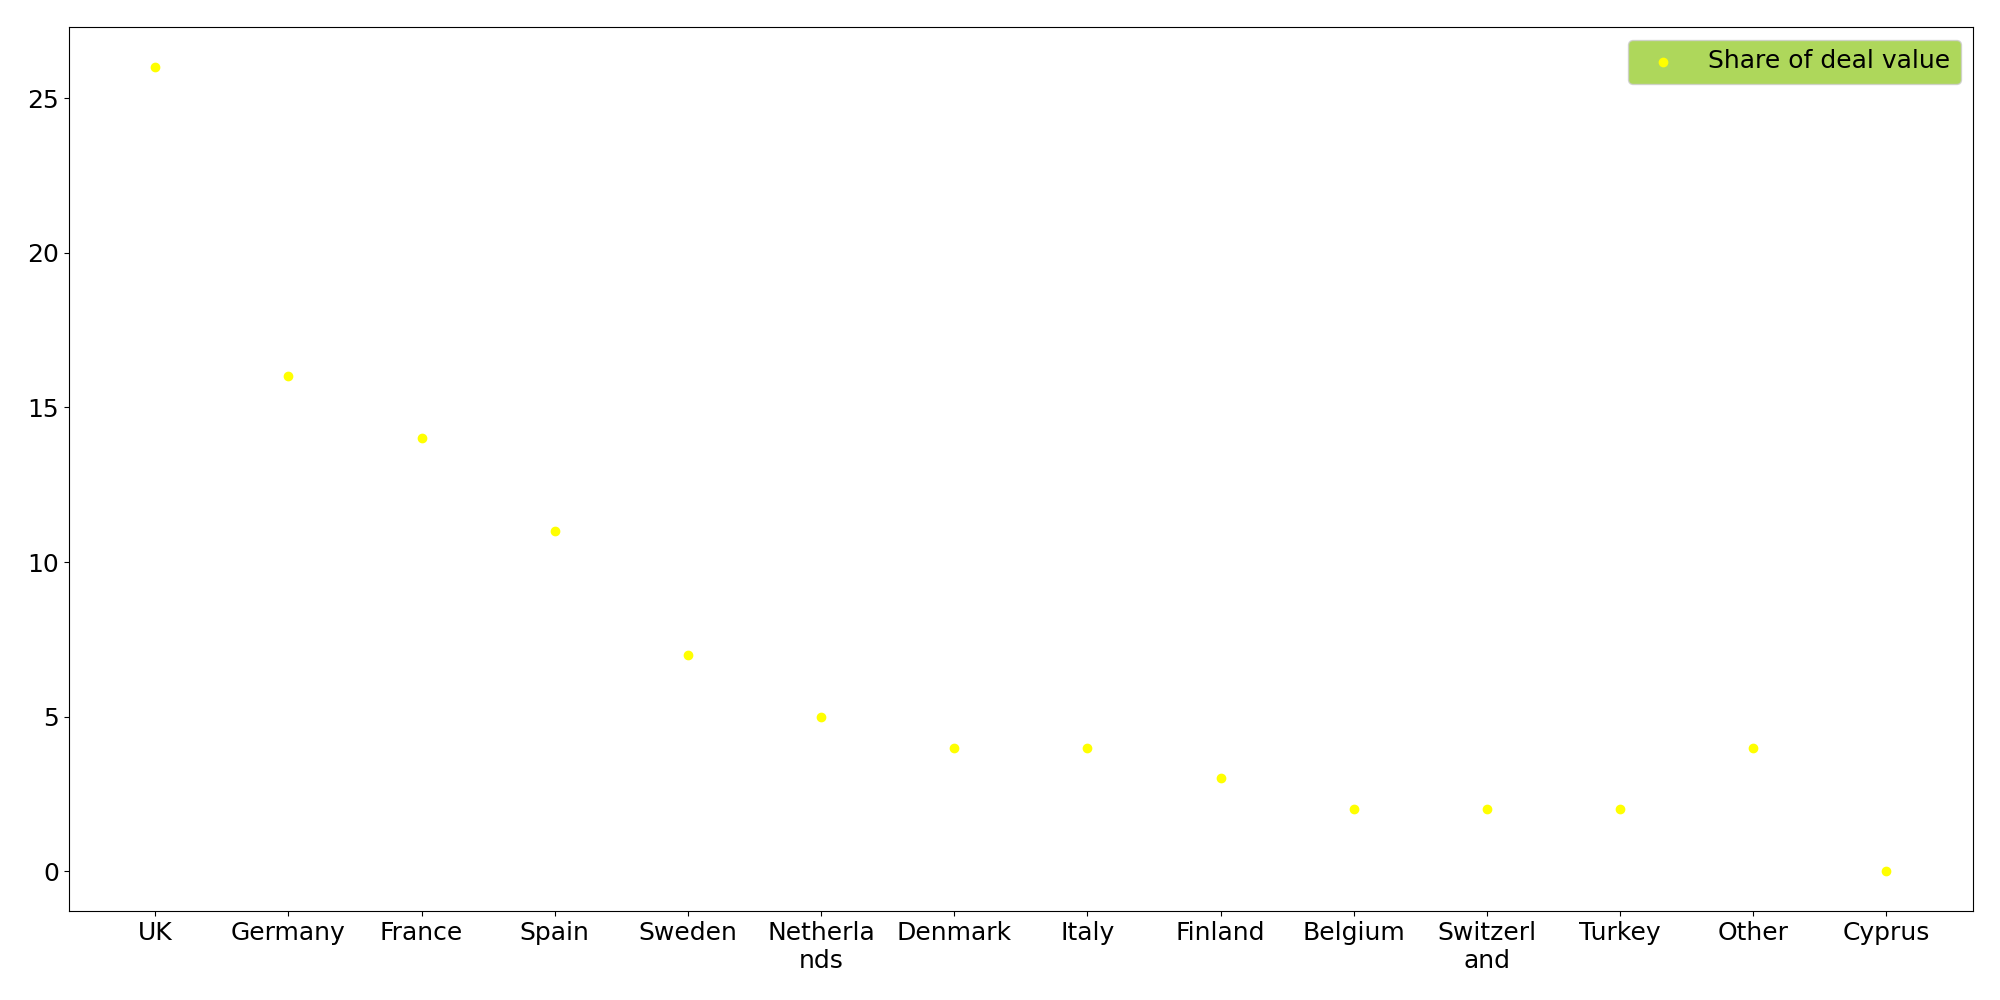 Share of deal value
25
20
15
10
5
0
UK Germany France Spain Sweden Netherla Denmark Italy Finland Belgium Switzerl Turkey Other Cyprus
nds and